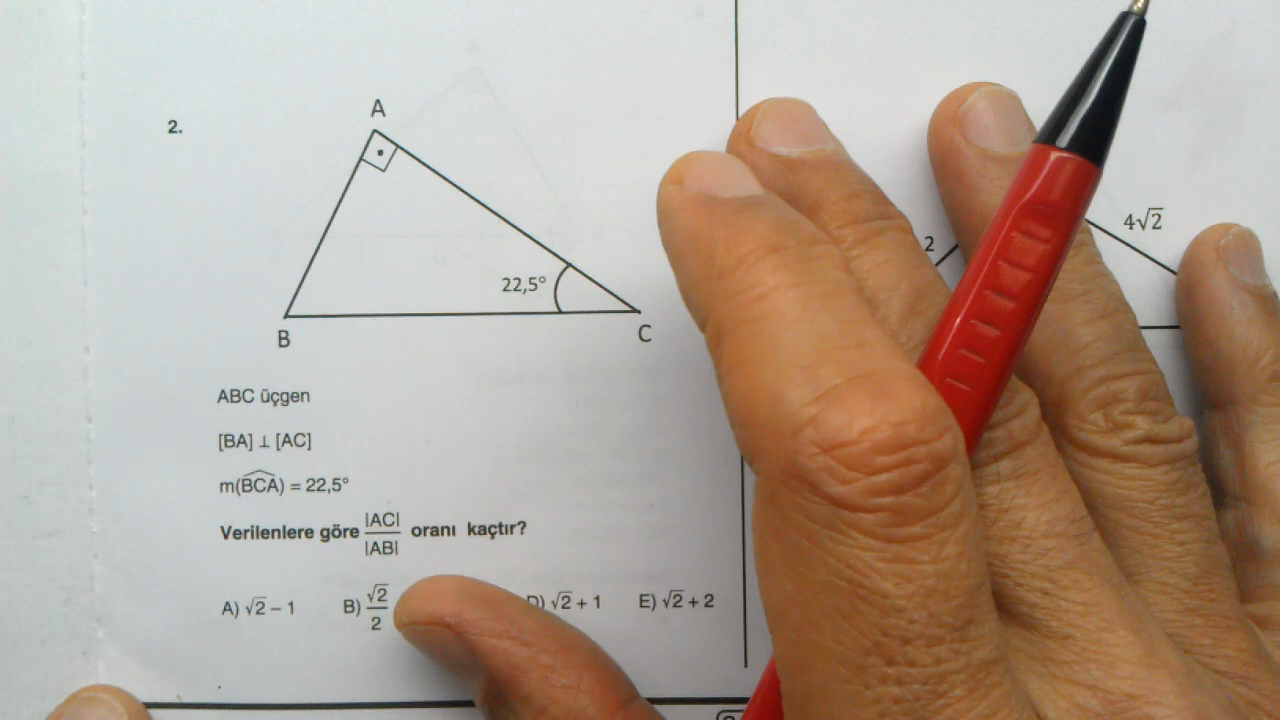 2.
A
22,5°
B
C
ABC üçgen
[BA] ⊥ [AC]
m(BCA) = 22,5°
Verilenlere göre |AC| / |AB| oranı kaçtır?
A) √2 − 1 B) √2/2 D) √2 + 1 E) √2 + 2
2
4√2